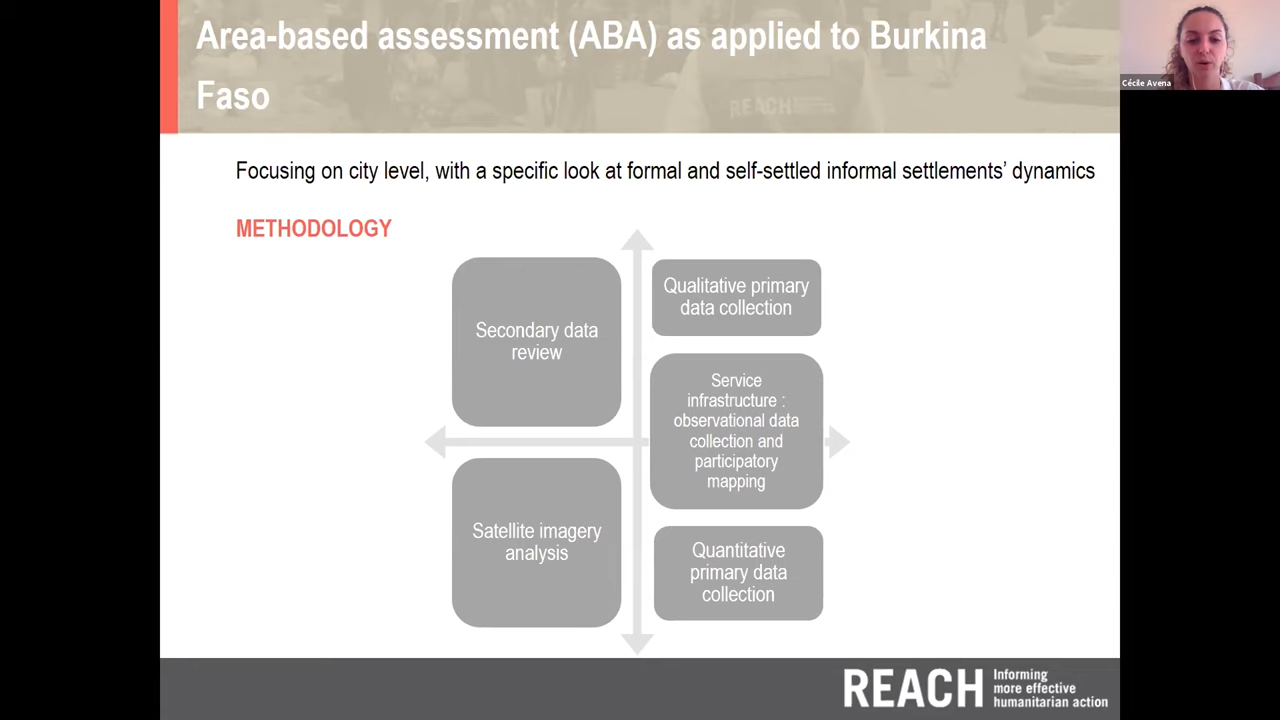 Area-based assessment (ABA) as applied to Burkina
Faso
REACH
Cécile Avena
Focusing on city level, with a specific look at formal and self-settled informal settlements' dynamics
METHODOLOGY
Secondary data
review
Qualitative primary
data collection
Service
infrastructure :
observational data
collection and
participatory
mapping
Satellite imagery
analysis
Quantitative
primary data
collection
REACH
Informing
more effective
humanitarian action